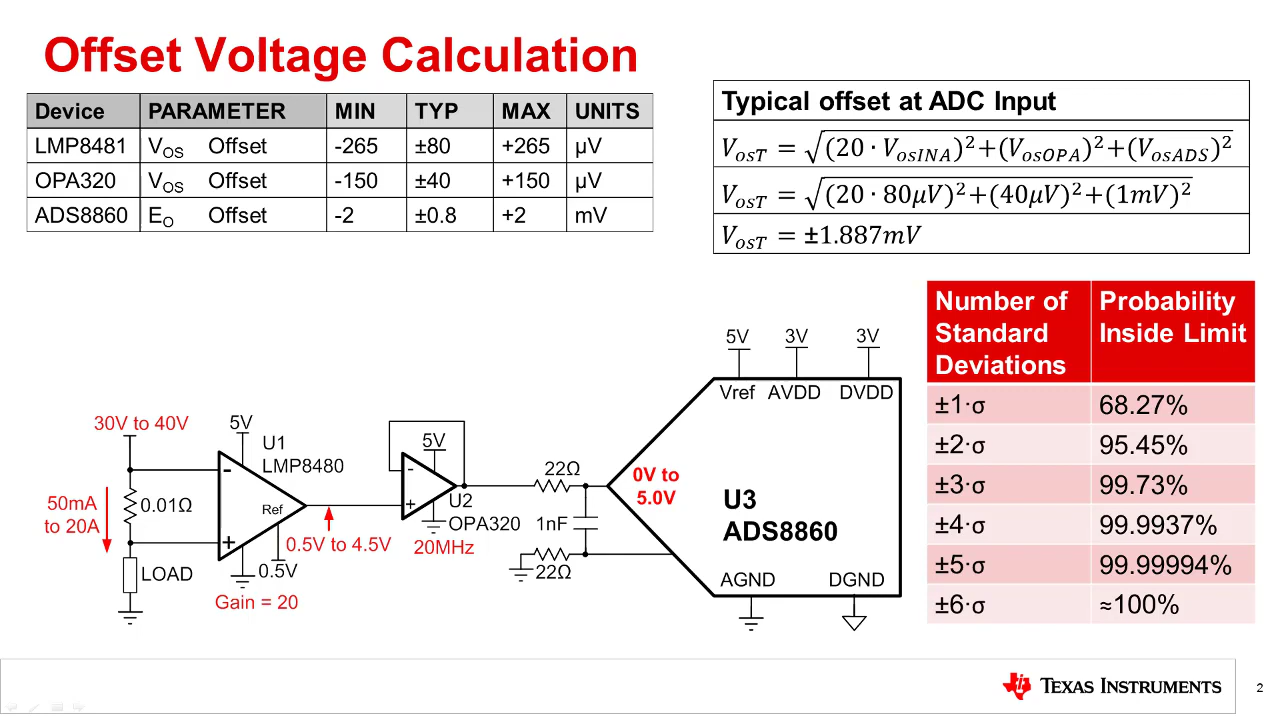 Offset Voltage Calculation
Device PARAMETER MIN TYP MAX UNITS
LMP8481 VOS Offset -265 ±80 +265 µV
OPA320 VOS Offset -150 ±40 +150 µV
ADS8860 EO Offset -2 ±0.8 +2 mV
Typical offset at ADC Input
VosT = √(20 · VosINA)²+(VosOPA)²+(VosADS)²
VosT = √(20 · 80µV)²+(40µV)²+(1mV)²
VosT = ±1.887mV
Number of Standard Deviations Probability Inside Limit
±1·σ 68.27%
±2·σ 95.45%
±3·σ 99.73%
±4·σ 99.9937%
±5·σ 99.99994%
±6·σ ≈100%
30V to 40V
50mA
to 20A
0.01Ω
LOAD
5V
U1
LMP8480
-
+
Ref
0.5V
Gain = 20
0.5V to 4.5V
5V
-
+
U2
OPA320
20MHz
22Ω
1nF
22Ω
0V to
5.0V
5V 3V 3V
Vref AVDD DVDD
U3
ADS8860
AGND DGND
TEXAS INSTRUMENTS
2